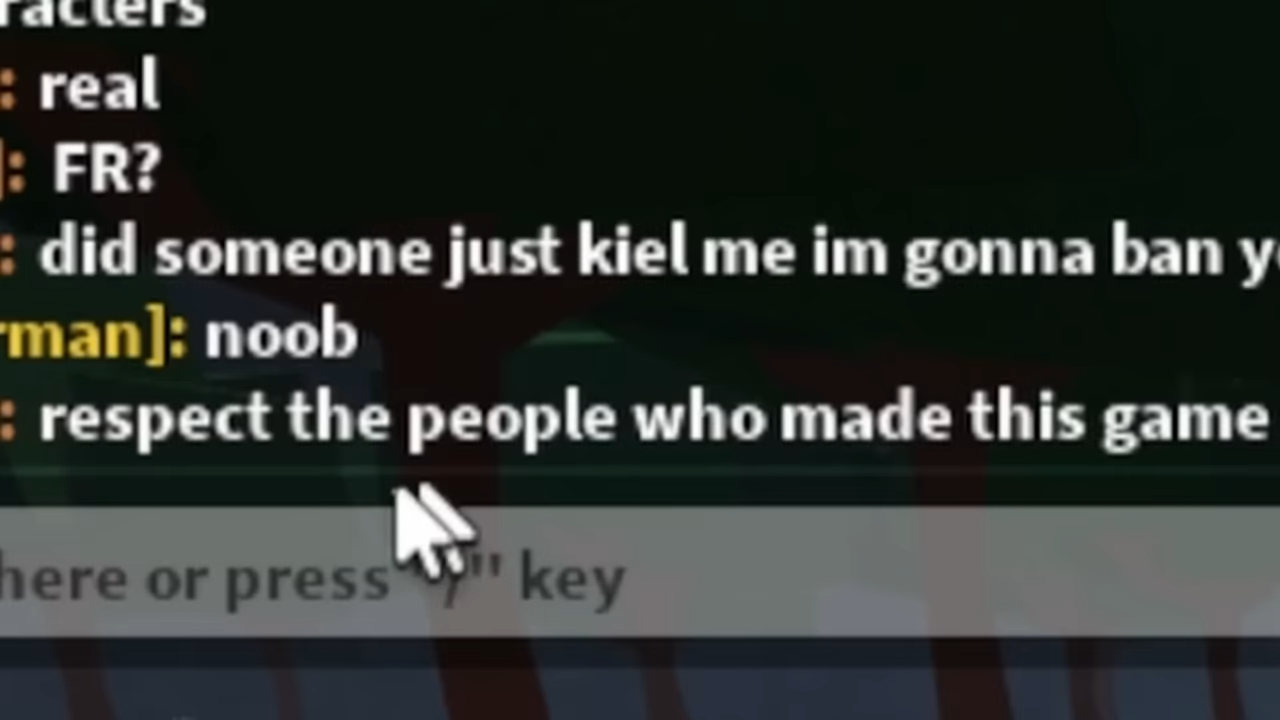 : real
]: FR?
: did someone just kiel me im gonna ban
rman]: noob
: respect the people who made this game
here or press "/" key